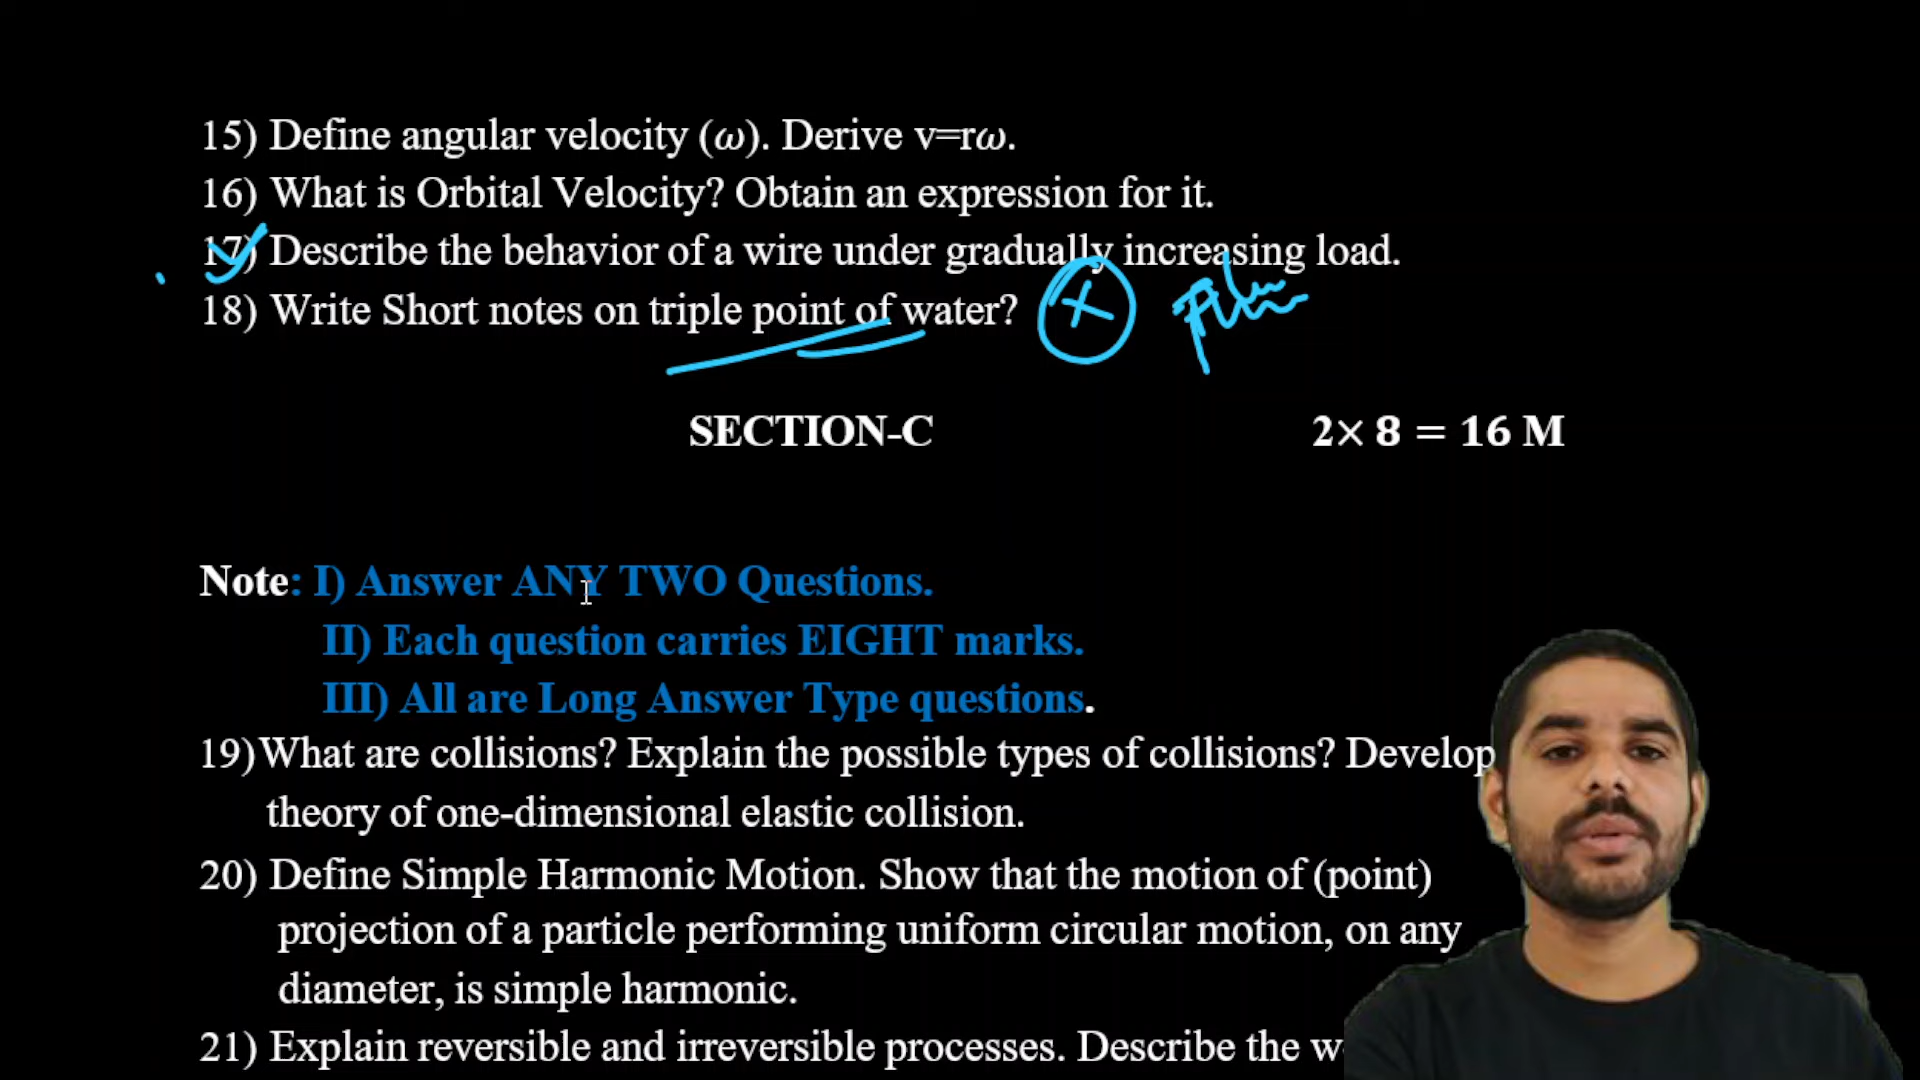 15) Define angular velocity (ω). Derive v=rω.
16) What is Orbital Velocity? Obtain an expression for it.
17) Describe the behavior of a wire under gradually increasing load.
18) Write Short notes on triple point of water?
SECTION-C 2× 8 = 16 M
Note: I) Answer ANY TWO Questions.
II) Each question carries EIGHT marks.
III) All are Long Answer Type questions.
19)What are collisions? Explain the possible types of collisions? Develop
theory of one-dimensional elastic collision.
20) Define Simple Harmonic Motion. Show that the motion of (point)
projection of a particle performing uniform circular motion, on any
diameter, is simple harmonic.
21) Explain reversible and irreversible processes. Describe the